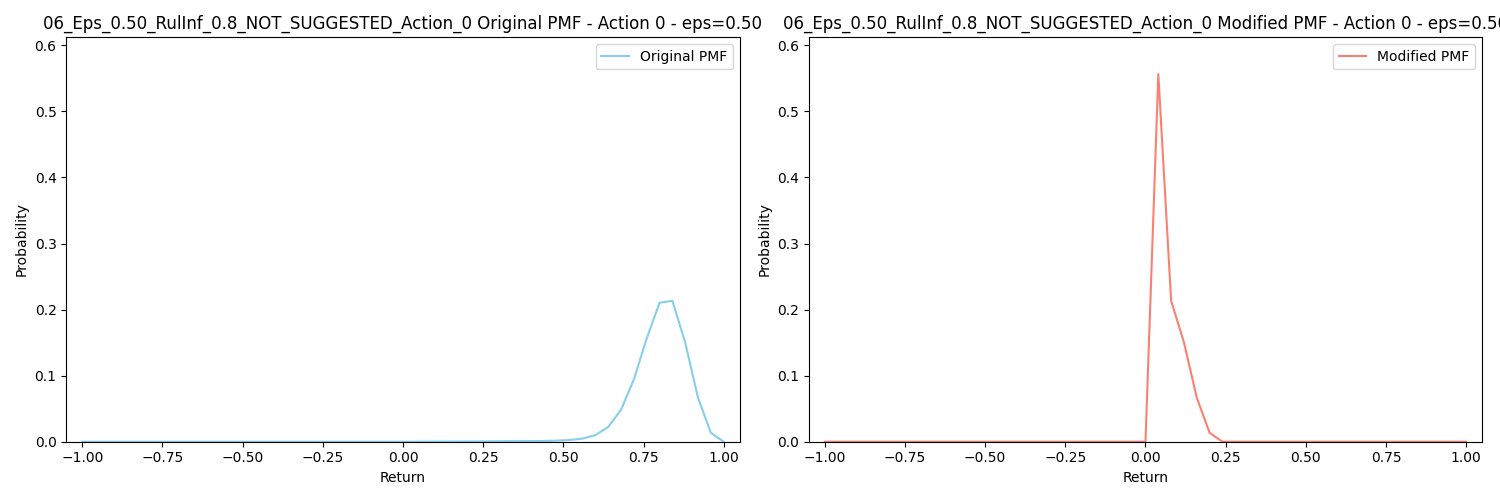 06_Eps_0.50_RulInf_0.8_NOT_SUGGESTED_Action_0 Original PMF - Action 0 - eps=0.50
Original PMF
0.6
0.5
0.4
0.3
0.2
0.1
0.0
Probability
−1.00 −0.75 −0.50 −0.25 0.00 0.25 0.50 0.75 1.00
Return
06_Eps_0.50_RulInf_0.8_NOT_SUGGESTED_Action_0 Modified PMF - Action 0 - eps=0.50
Modified PMF
0.6
0.5
0.4
0.3
0.2
0.1
0.0
Probability
−1.00 −0.75 −0.50 −0.25 0.00 0.25 0.50 0.75 1.00
Return